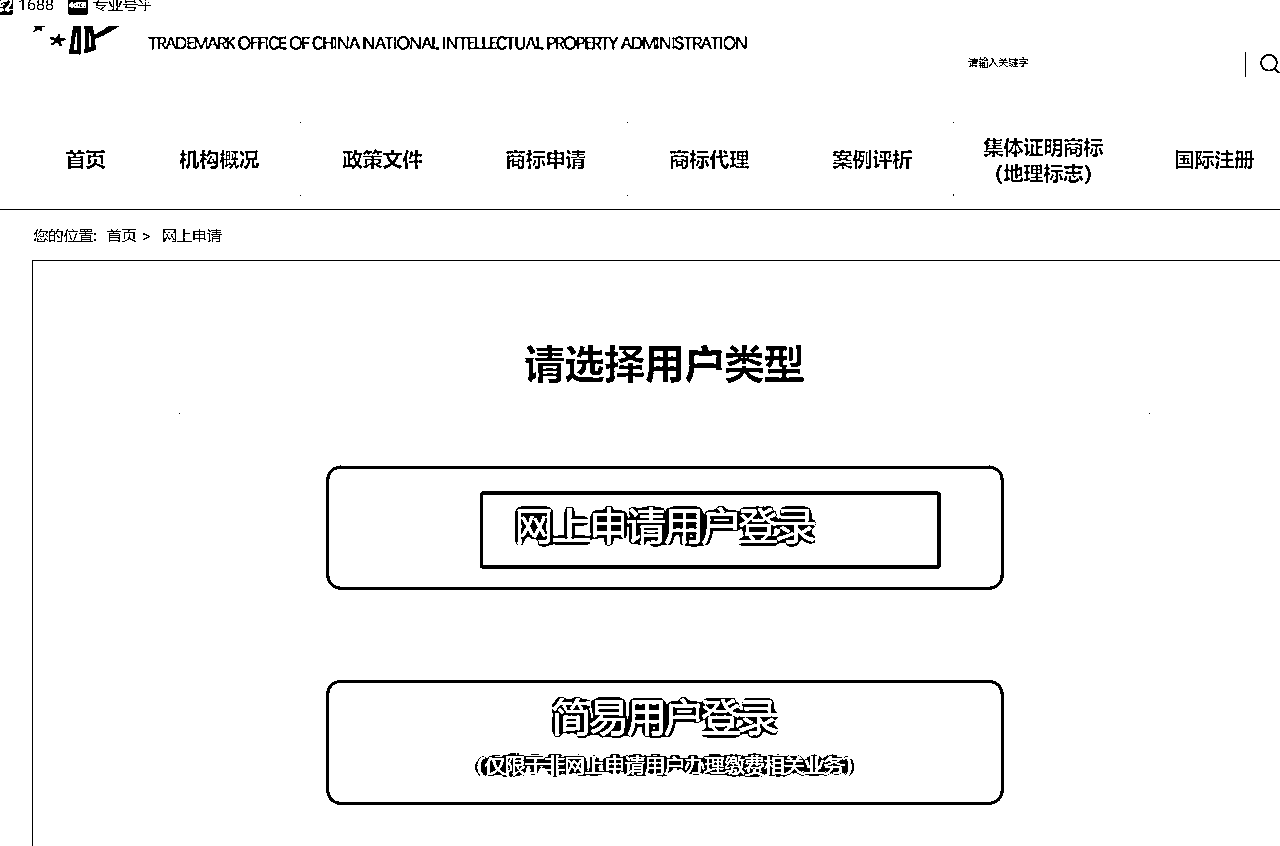 1688 专业号平
TRADEMARK OFFICE OF CHINA NATIONAL INTELLECTUAL PROPERTY ADMINISTRATION
请输入关键字
首页 机构概况 政策文件 商标申请 商标代理 案例评析 集体证明商标 国际注册
(地理标志)
您的位置: 首页 > 网上申请
请选择用户类型
网上申请用户登录
简易用户登录
(仅限于非网上申请用户办理缴费相关业务)